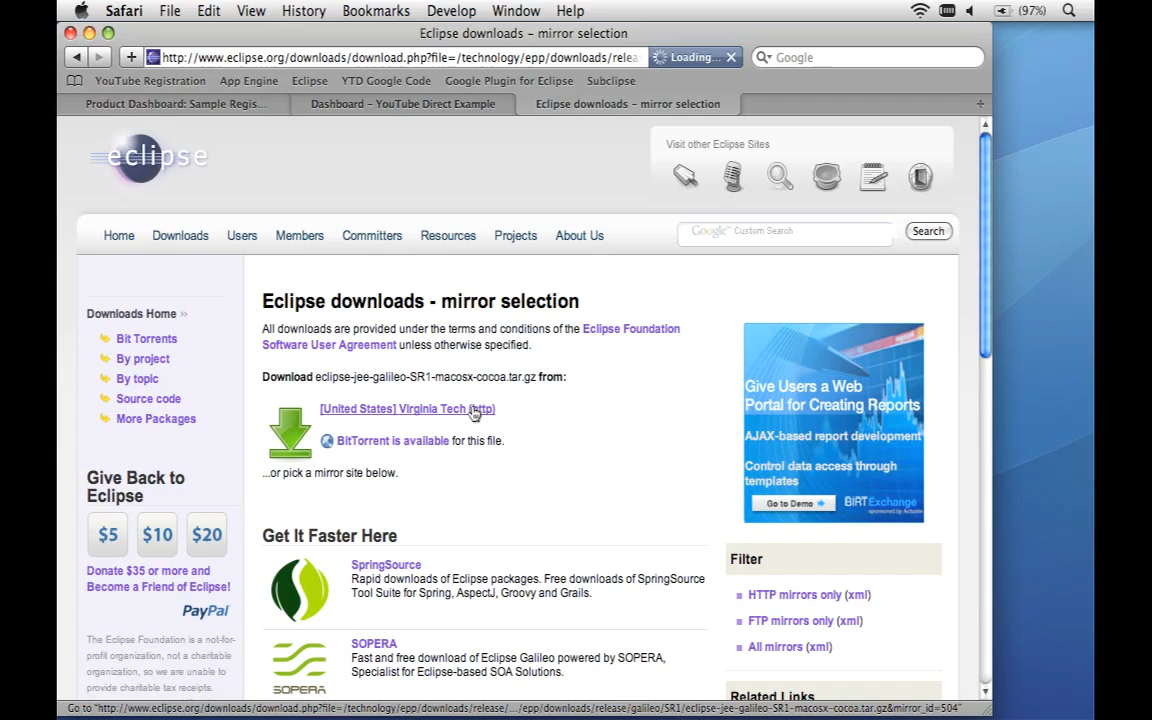 Safari File Edit View History Bookmarks Develop Window Help (97%)
Eclipse downloads – mirror selection
http://www.eclipse.org/downloads/download.php?file=/technology/epp/downloads/relea Loading... Google
YouTube Registration App Engine Eclipse YTD Google Code Google Plugin for Eclipse Subclipse
Product Dashboard: Sample Regis... Dashboard – YouTube Direct Example Eclipse downloads – mirror selection
eclipse
Visit other Eclipse Sites
Home Downloads Users Members Committers Resources Projects About Us Google™ Custom Search Search
Downloads Home »
Bit Torrents
By project
By topic
Source code
More Packages
Give Back to
Eclipse
$5 $10 $20
Donate $35 or more and
Become a Friend of Eclipse!
PayPal
The Eclipse Foundation is a not-for-
profit organization, not a charitable
organization, so we are unable to
provide charitable tax receipts.
Eclipse downloads - mirror selection
All downloads are provided under the terms and conditions of the Eclipse Foundation
Software User Agreement unless otherwise specified.
Download eclipse-jee-galileo-SR1-macosx-cocoa.tar.gz from:
[United States] Virginia Tech (http)
BitTorrent is available for this file.
...or pick a mirror site below.
Get It Faster Here
SpringSource
Rapid downloads of Eclipse packages. Free downloads of SpringSource
Tool Suite for Spring, AspectJ, Groovy and Grails.
SOPERA
Fast and free download of Eclipse Galileo powered by SOPERA,
Specialist for Eclipse-based SOA Solutions.
SOPERA
Give Users a Web
Portal for Creating Reports
AJAX-based report development
Control data access through
templates
Go to Demo BIRT Exchange
sponsored by Actuate
Filter
HTTP mirrors only (xml)
FTP mirrors only (xml)
All mirrors (xml)
Related Links
Go to "http://www.eclipse.org/downloads/download.php?file=/technology/epp/downloads/release/.../epp/downloads/release/galileo/SR1/eclipse-jee-galileo-SR1-macosx-cocoa.tar.gz&mirror_id=504"